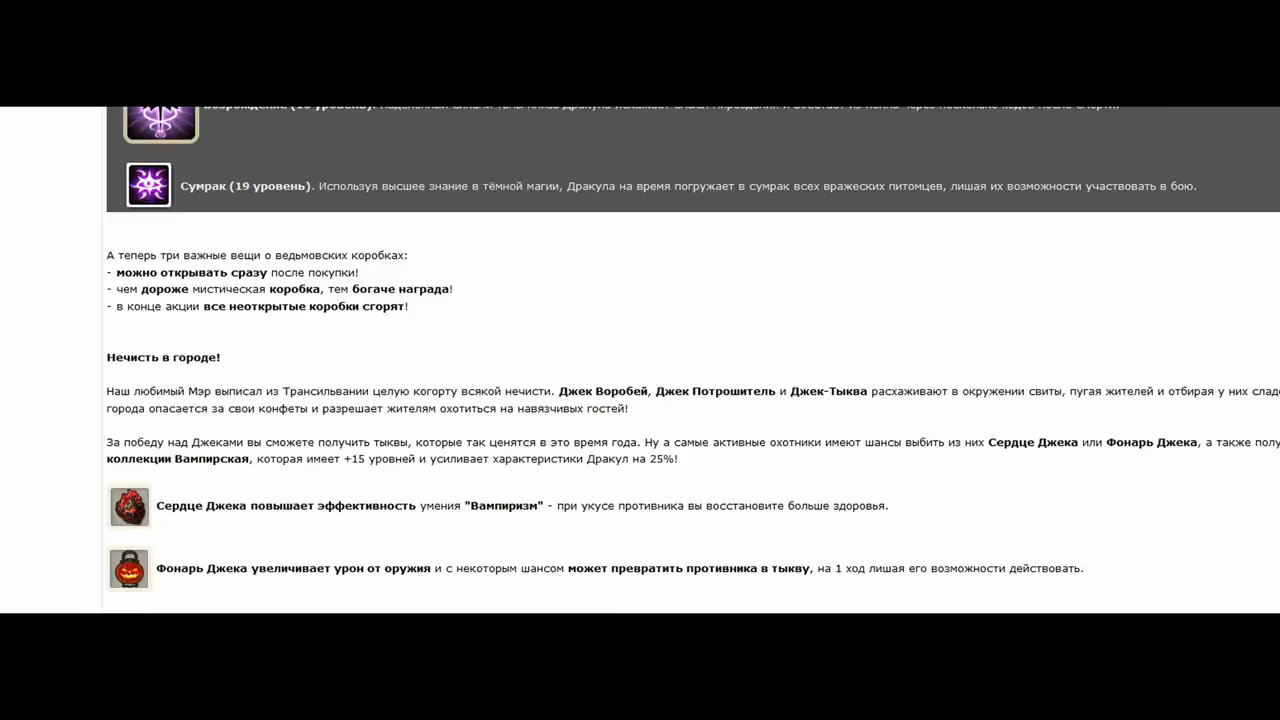 Сумрак (19 уровень). Используя высшее знание в тёмной магии, Дракула на время погружает в сумрак всех вражеских питомцев, лишая их возможности участвовать в бою.
А теперь три важные вещи о ведьмовских коробках:
- можно открывать сразу после покупки!
- чем дороже мистическая коробка, тем богаче награда!
- в конце акции все неоткрытые коробки сгорят!
Нечисть в городе!
Наш любимый Мэр выписал из Трансильвании целую когорту всякой нечисти. Джек Воробей, Джек Потрошитель и Джек-Тыква расхаживают в окружении свиты, пугая жителей и отбирая у них
города опасается за свои конфеты и разрешает жителям охотиться на навязчивых гостей!
За победу над Джеками вы сможете получить тыквы, которые так ценятся в это время года. Ну а самые активные охотники имеют шансы выбить из них Сердце Джека или Фонарь Джека, а также
коллекции Вампирская, которая имеет +15 уровней и усиливает характеристики Дракул на 25%!
Сердце Джека повышает эффективность умения "Вампиризм" - при укусе противника вы восстановите больше здоровья.
Фонарь Джека увеличивает урон от оружия и с некоторым шансом может превратить противника в тыкву, на 1 ход лишая его возможности действовать.